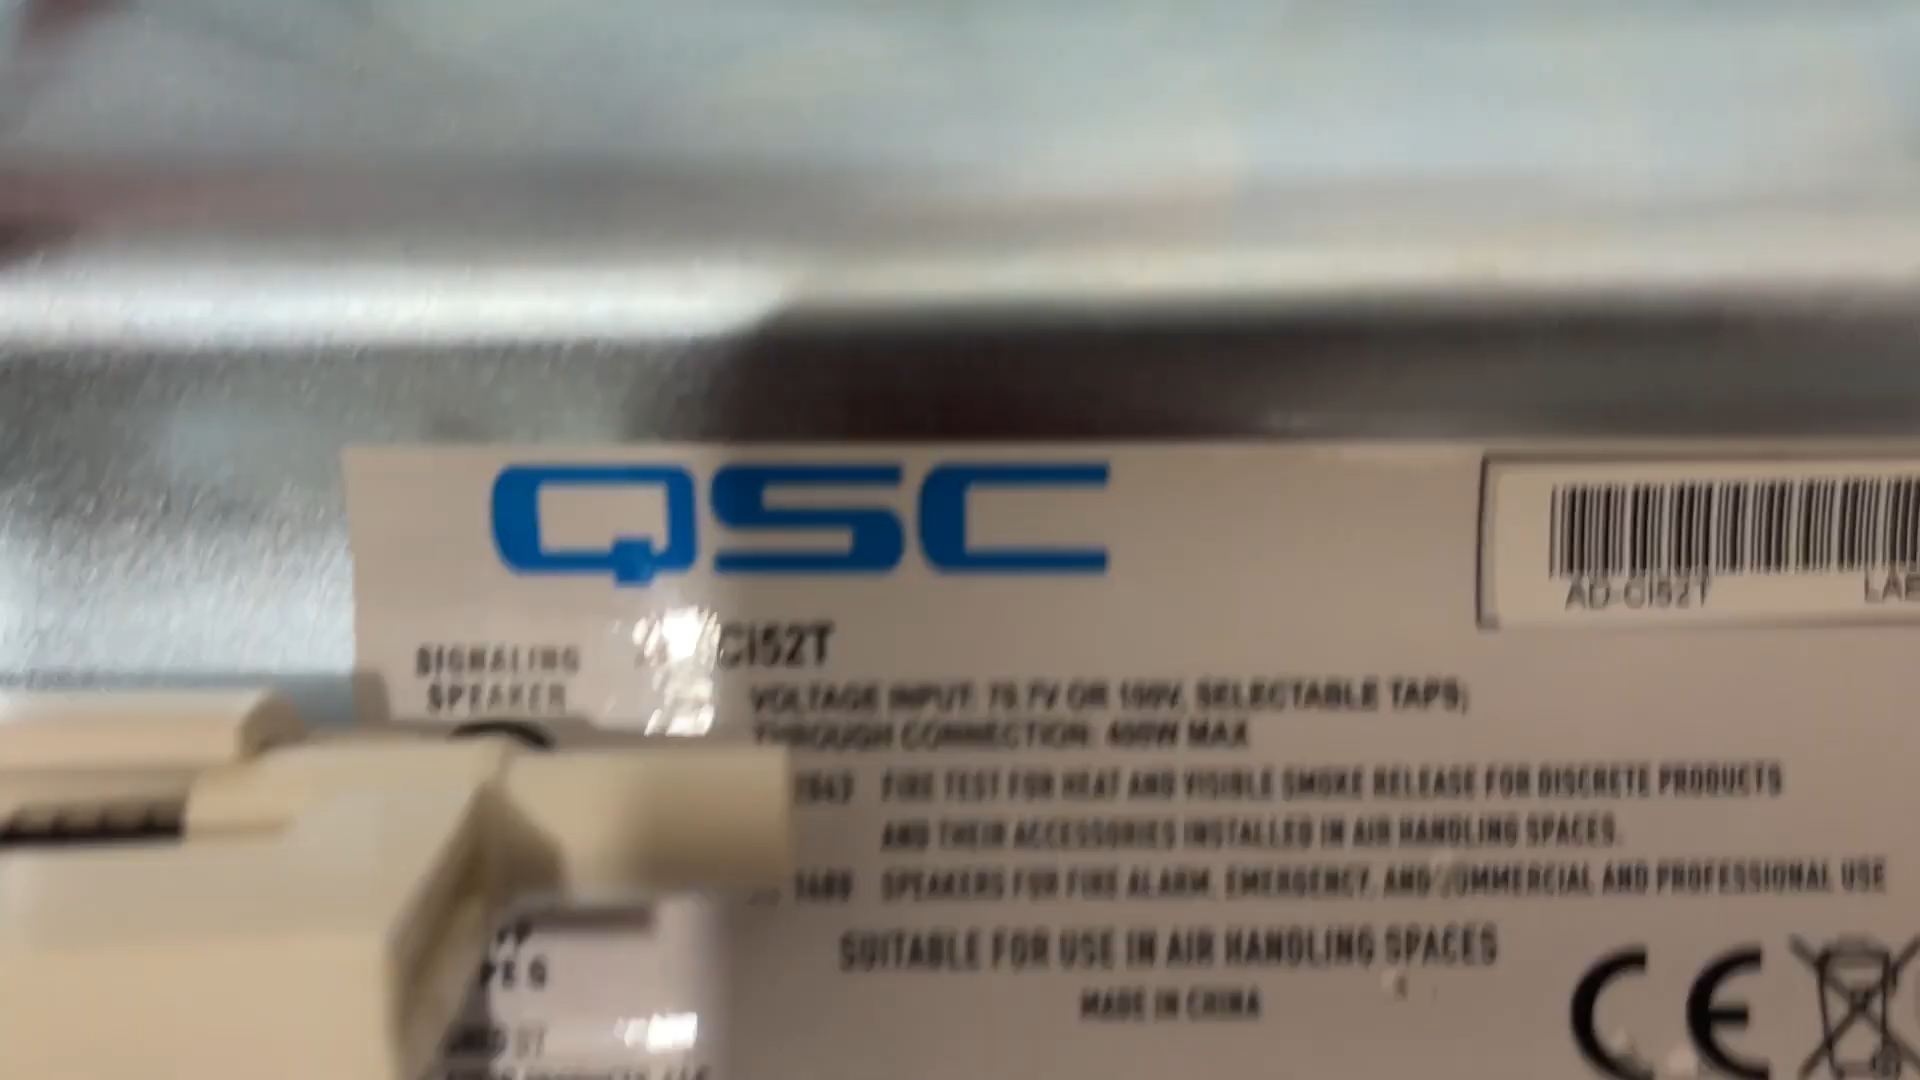 QSC
AD-CI52T
SIGNALING
SPEAKER
CI52T
VOLTAGE INPUT: 70.7V OR 100V, SELECTABLE TAPS;
THROUGH CONNECTION: 400W MAX
2043 FIRE TEST FOR HEAT AND VISIBLE SMOKE RELEASE FOR DISCRETE PRODUCTS
AND THEIR ACCESSORIES INSTALLED IN AIR HANDLING SPACES.
1480 SPEAKERS FOR FIRE ALARM, EMERGENCY, AND COMMERCIAL AND PROFESSIONAL USE
SUITABLE FOR USE IN AIR HANDLING SPACES
MADE IN CHINA
CE